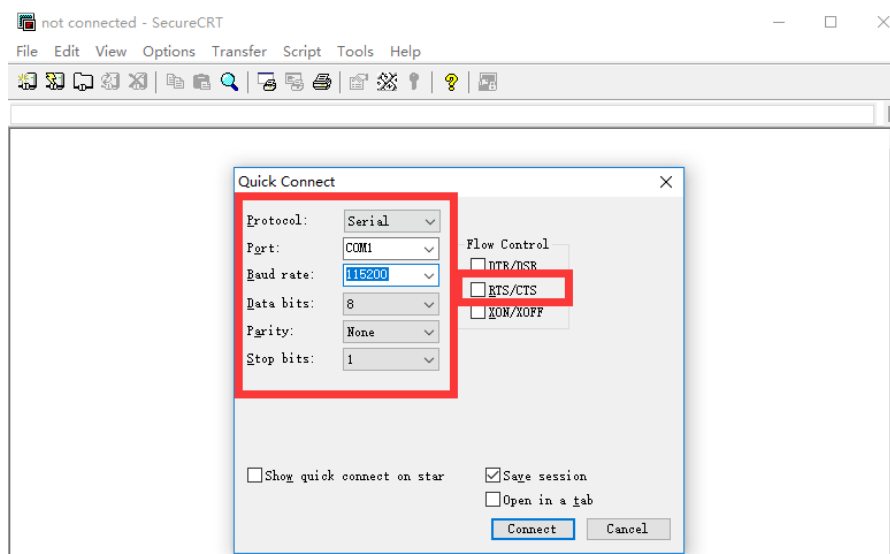 not connected - SecureCRT
File Edit View Options Transfer Script Tools Help
Quick Connect
Protocol: Serial
Port: COM1
Baud rate: 115200
Data bits: 8
Parity: None
Stop bits: 1
Flow Control
DTR/DSR
RTS/CTS
XON/XOFF
Show quick connect on star
Save session
Open in a tab
Connect Cancel